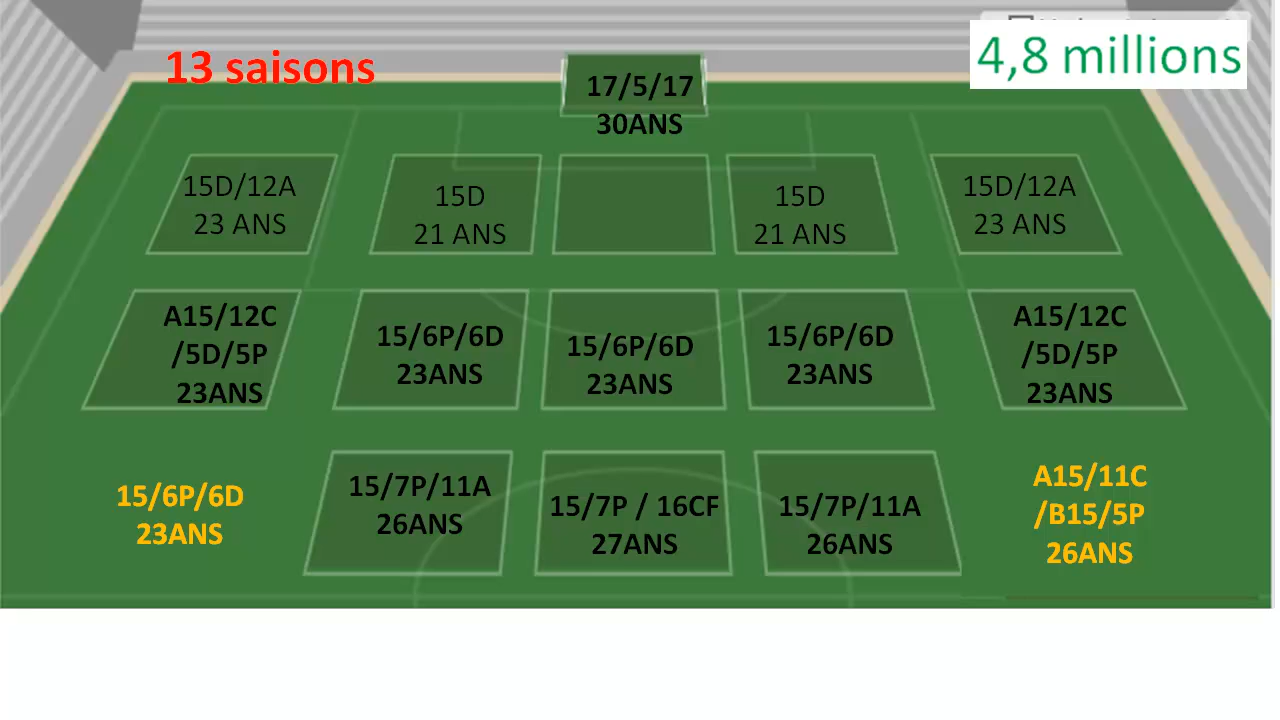 13 saisons
4,8 millions
17/5/17
30ANS
15D/12A
23 ANS
15D
21 ANS
15D
21 ANS
15D/12A
23 ANS
A15/12C
/5D/5P
23ANS
15/6P/6D
23ANS
15/6P/6D
23ANS
15/6P/6D
23ANS
A15/12C
/5D/5P
23ANS
15/6P/6D
23ANS
15/7P/11A
26ANS
15/7P / 16CF
27ANS
15/7P/11A
26ANS
A15/11C
/B15/5P
26ANS